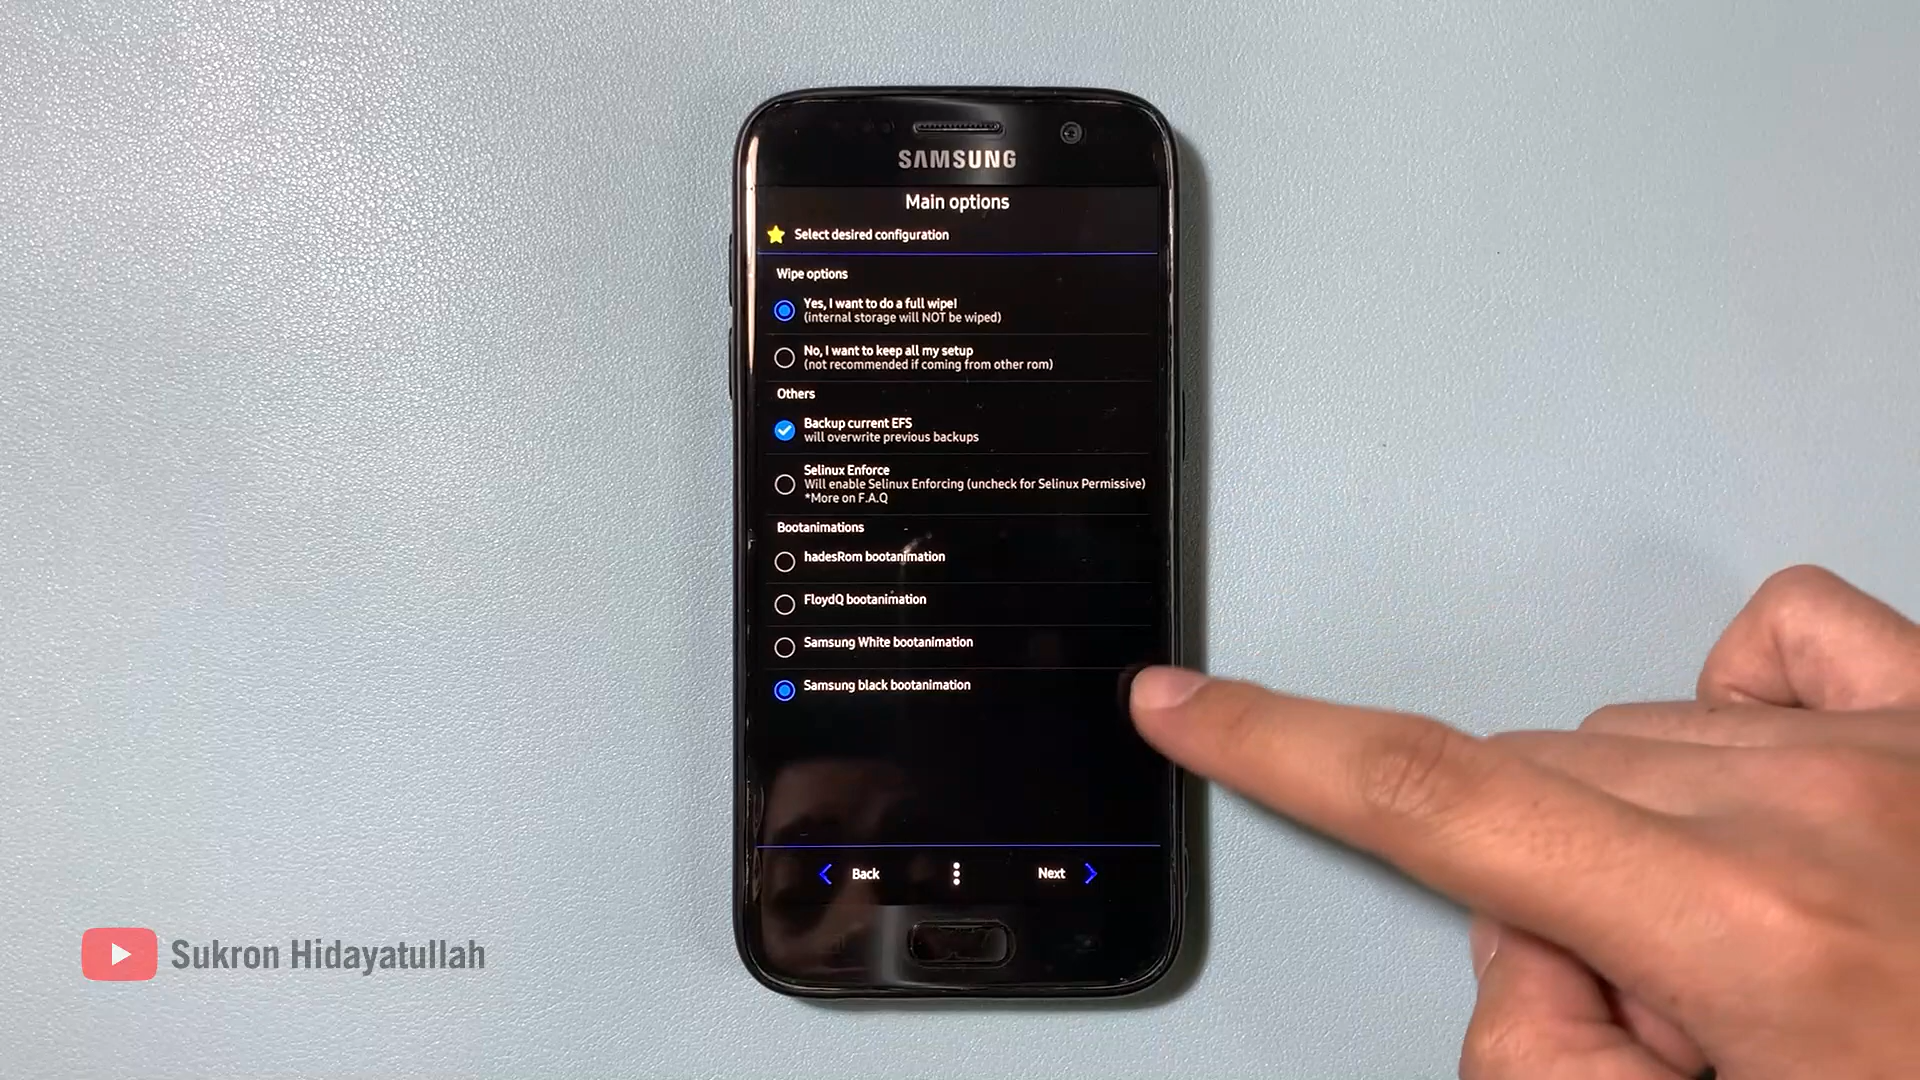 SAMSUNG
Main options
Select desired configuration
Wipe options
Yes, I want to do a full wipe!
(internal storage will NOT be wiped)
No, I want to keep all my setup
(not recommended if coming from other rom)
Others
Backup current EFS
will overwrite previous backups
Selinux Enforce
Will enable Selinux Enforcing (uncheck for Selinux Permissive)
*More on F.A.Q
Bootanimations
hadesRom bootanimation
FloydQ bootanimation
Samsung White bootanimation
Samsung black bootanimation
Back
Next
Sukron Hidayatullah